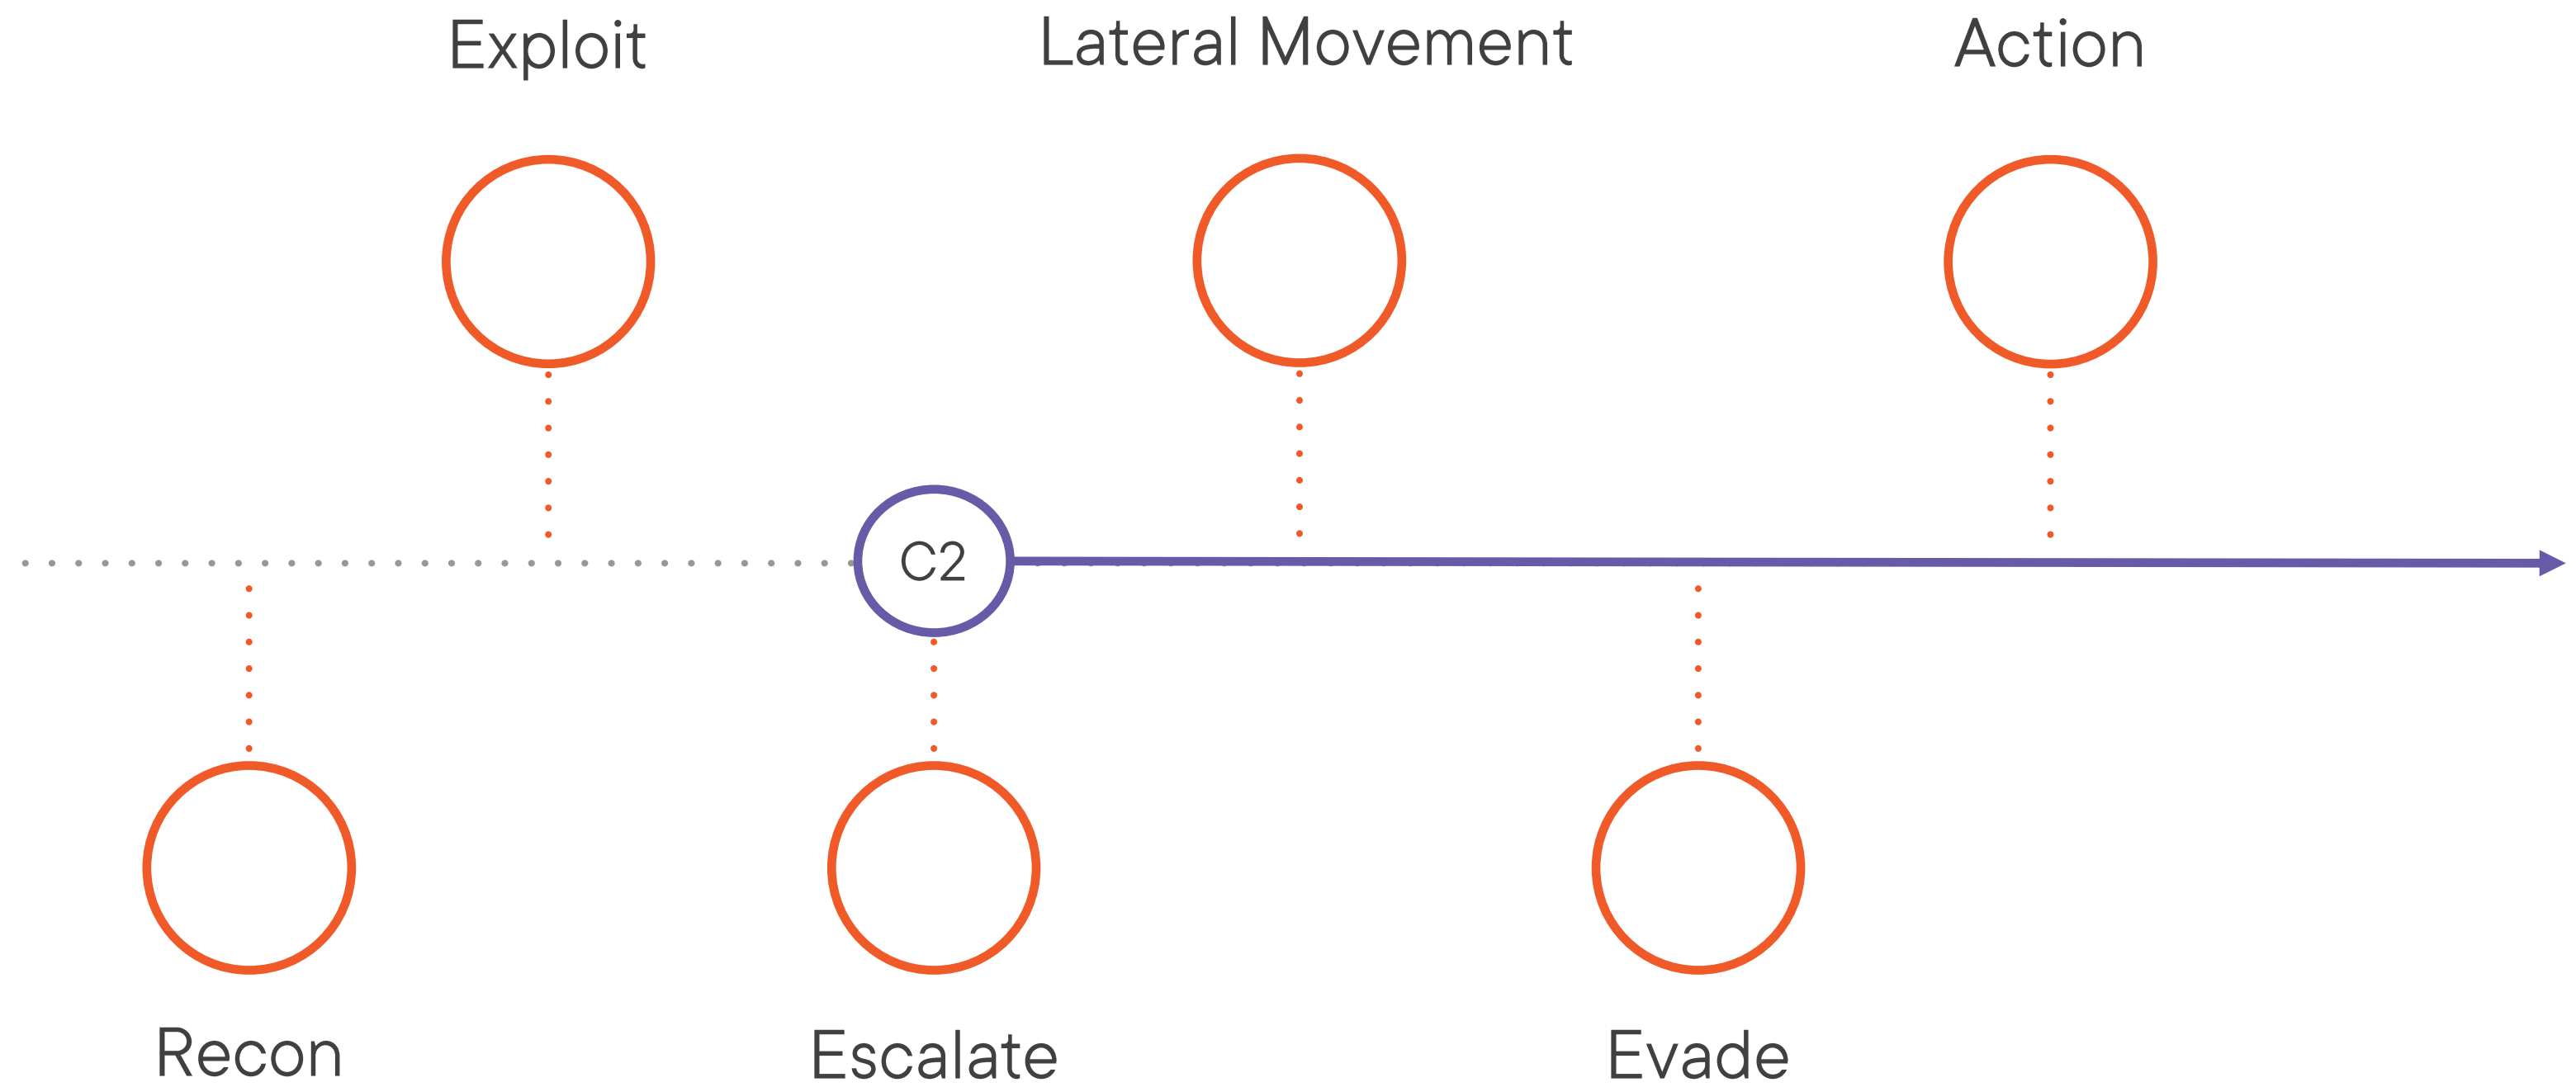 Exploit
Lateral Movement
Action
C2
Recon
Escalate
Evade